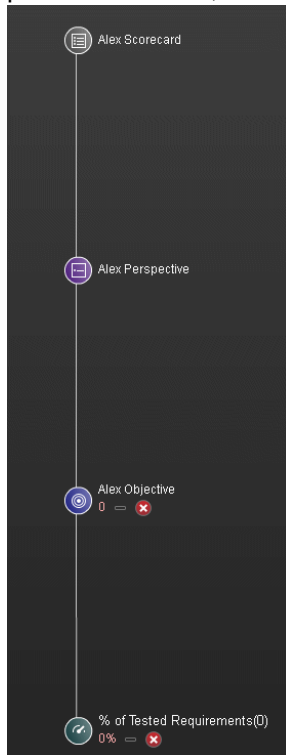 Alex Scorecard
Alex Perspective
Alex Objective
0
% of Tested Requirements(0)
0%